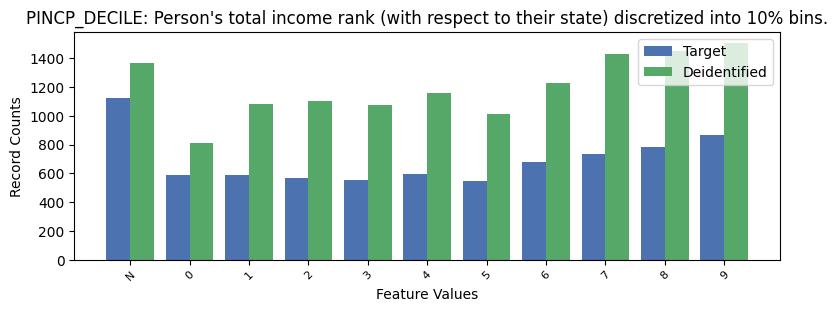 PINCP_DECILE: Person's total income rank (with respect to their state) discretized into 10% bins.
Target
Deidentified
1400
1200
1000
800
600
400
200
0
Record Counts
N 0 1 2 3 4 5 6 7 8 9
Feature Values